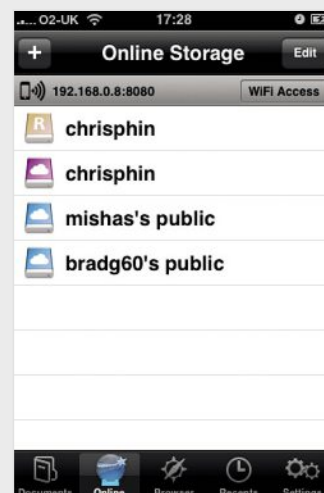 ... O2-UK 17:28
+ Online Storage Edit
192.168.0.8:8080 WiFi Access
R chrisphin
chrisphin
mishas's public
bradg60's public
Documents Online Browser Recents Settings